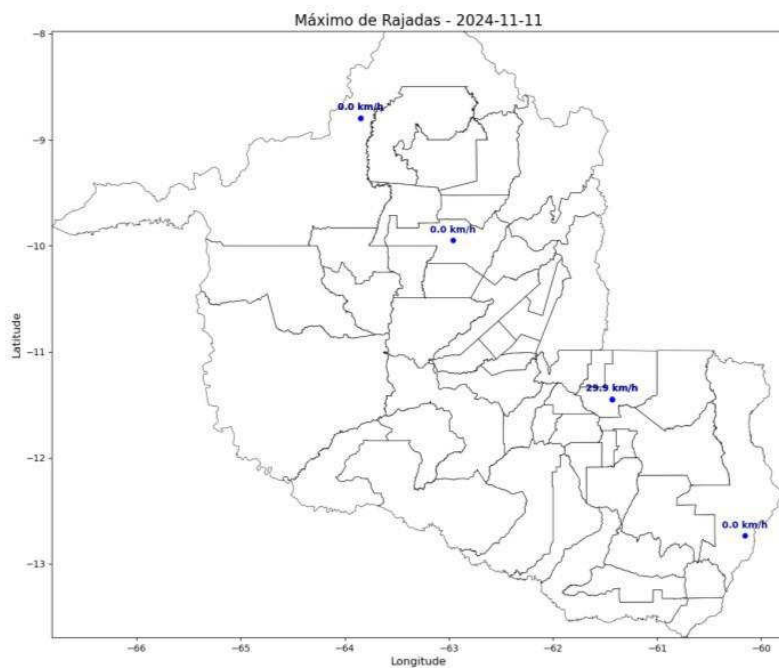 Máximo de Rajadas - 2024-11-11
−8
0.0 km/h
−9
0.0 km/h
−10
Latitude
−11
29.9 km/h
−12
0.0 km/h
−13
−66 −65 −64 −63 −62 −61 −60
Longitude